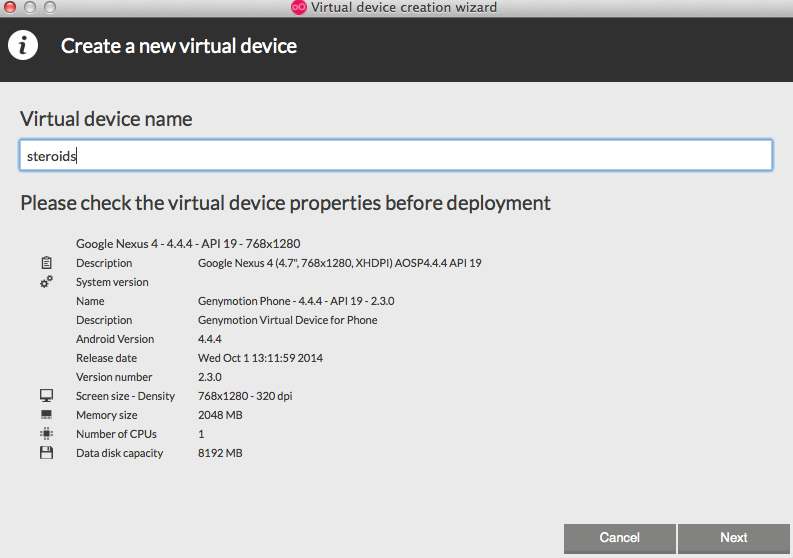 Virtual device creation wizard
Create a new virtual device
Virtual device name
steroids
Please check the virtual device properties before deployment
Google Nexus 4 - 4.4.4 - API 19 - 768x1280
Description Google Nexus 4 (4.7", 768x1280, XHDPI) AOSP4.4.4 API 19
System version
Name Genymotion Phone - 4.4.4 - API 19 - 2.3.0
Description Genymotion Virtual Device for Phone
Android Version 4.4.4
Release date Wed Oct 1 13:11:59 2014
Version number 2.3.0
Screen size - Density 768x1280 - 320 dpi
Memory size 2048 MB
Number of CPUs 1
Data disk capacity 8192 MB
Cancel Next